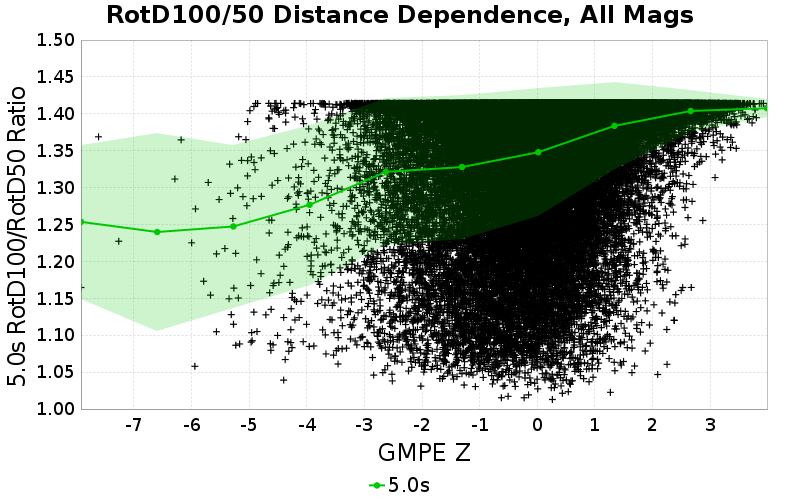 RotD100/50 Distance Dependence, All Mags
5.0s RotD100/RotD50 Ratio
1.50
1.45
1.40
1.35
1.30
1.25
1.20
1.15
1.10
1.05
1.00
-7 -6 -5 -4 -3 -2 -1 0 1 2 3
GMPE Z
5.0s